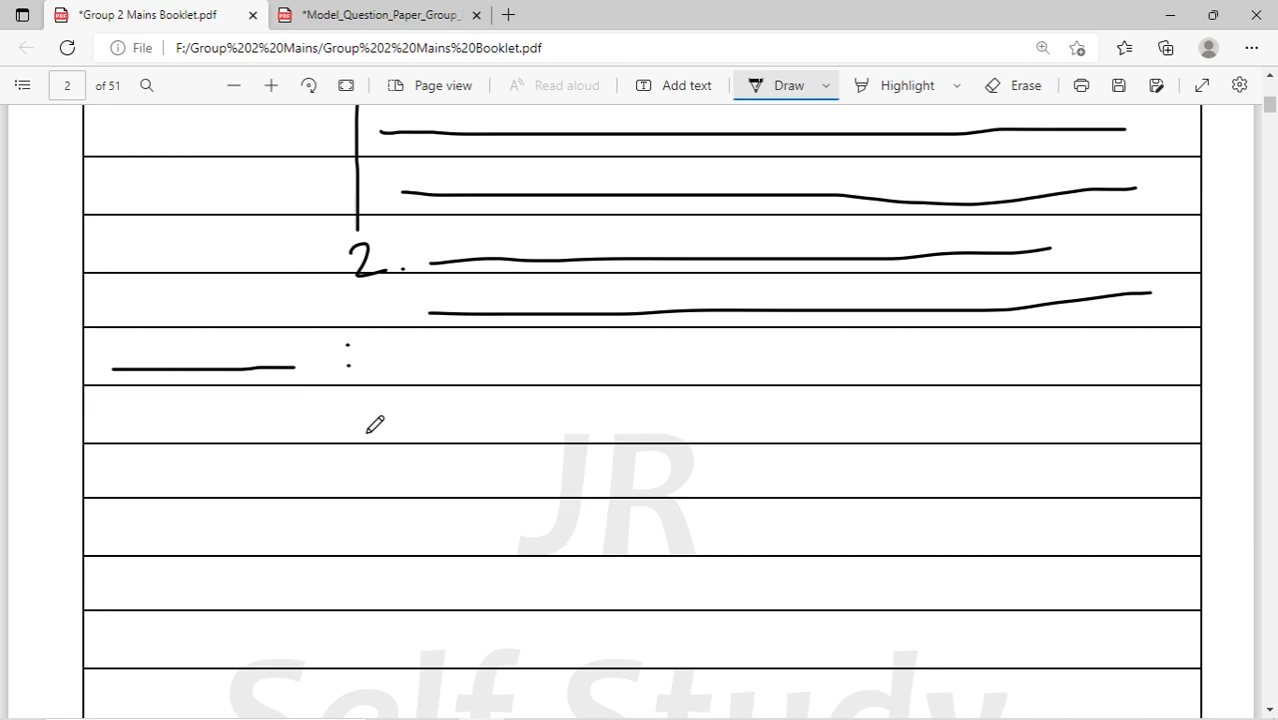 *Group 2 Mains Booklet.pdf
*Model_Question_Paper_Group_
File F:/Group%202%20Mains/Group%202%20Mains%20Booklet.pdf
2 of 51 Page view Read aloud Add text Draw Highlight Erase
2.
:
JR
Self Study